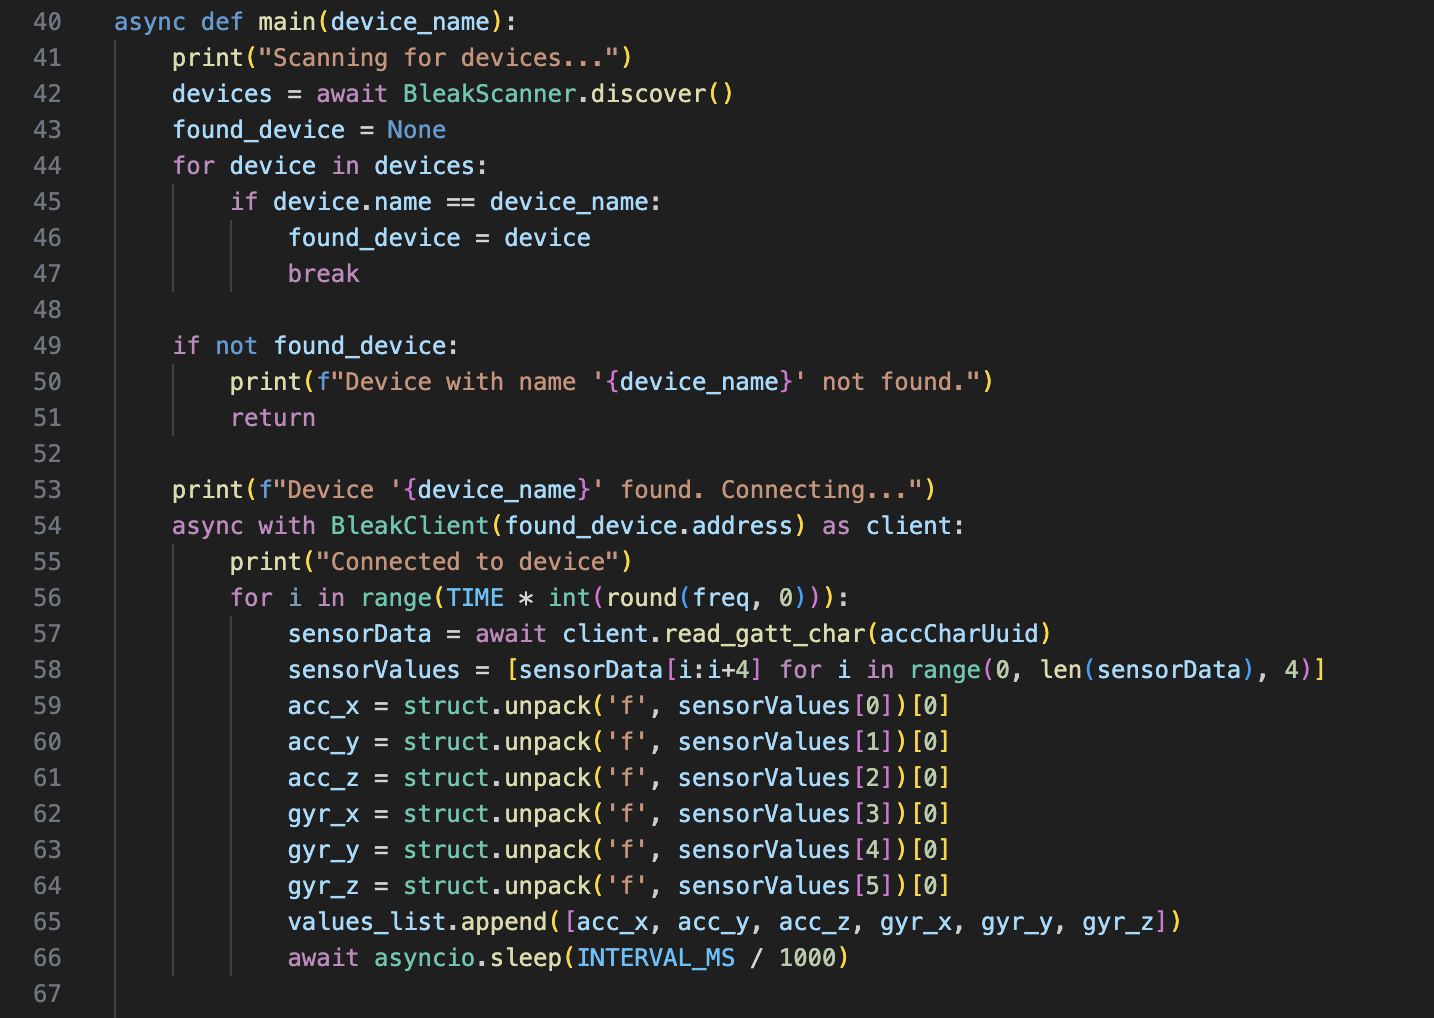 40 async def main(device_name):
41     print("Scanning for devices...")
42     devices = await BleakScanner.discover()
43     found_device = None
44     for device in devices:
45         if device.name == device_name:
46             found_device = device
47             break
48
49     if not found_device:
50         print(f"Device with name '{device_name}' not found.")
51         return
52
53     print(f"Device '{device_name}' found. Connecting...")
54     async with BleakClient(found_device.address) as client:
55         print("Connected to device")
56         for i in range(TIME * int(round(freq, 0))):
57             sensorData = await client.read_gatt_char(accCharUuid)
58             sensorValues = [sensorData[i:i+4] for i in range(0, len(sensorData), 4)]
59             acc_x = struct.unpack('f', sensorValues[0])[0]
60             acc_y = struct.unpack('f', sensorValues[1])[0]
61             acc_z = struct.unpack('f', sensorValues[2])[0]
62             gyr_x = struct.unpack('f', sensorValues[3])[0]
63             gyr_y = struct.unpack('f', sensorValues[4])[0]
64             gyr_z = struct.unpack('f', sensorValues[5])[0]
65             values_list.append([acc_x, acc_y, acc_z, gyr_x, gyr_y, gyr_z])
66             await asyncio.sleep(INTERVAL_MS / 1000)
67